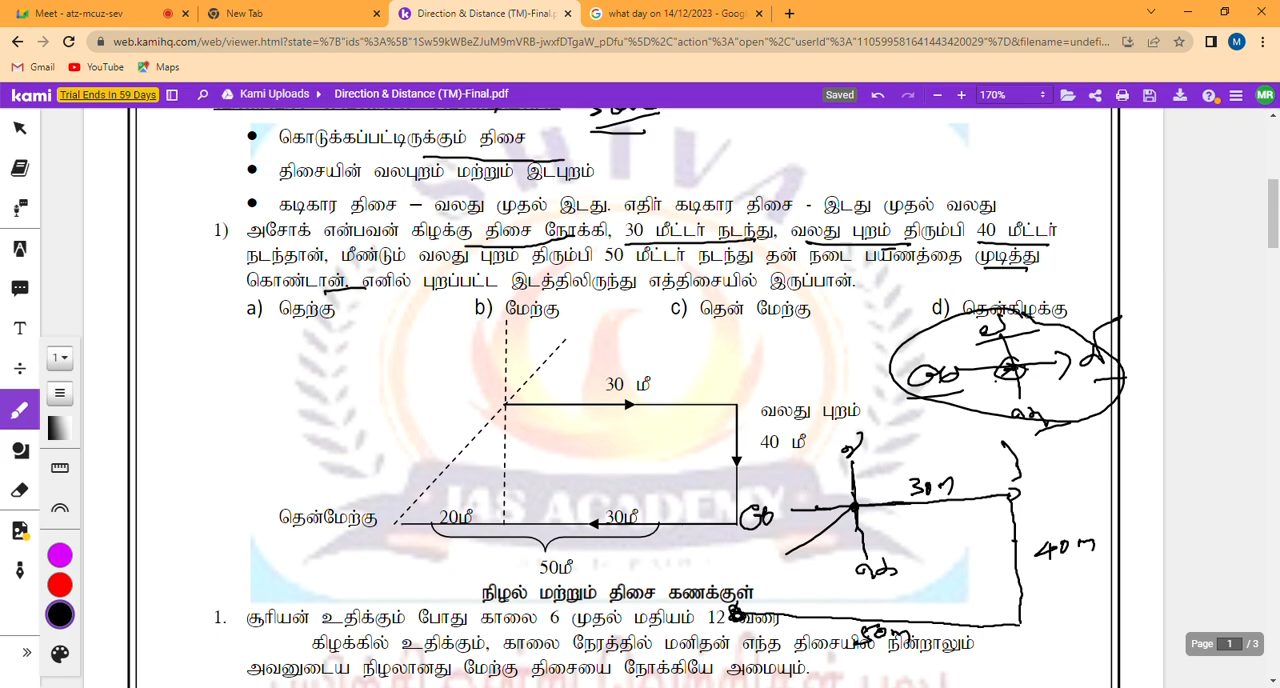 Meet - atz-mcuz-sev
New Tab
Direction & Distance (TM)-Final.p
what day on 14/12/2023 - Googl
web.kamihq.com/web/viewer.html?state=%7B"ids"%3A%5B"1Sw59kWBeZJuM9mVRB-jwxfDTgaW_pDfu"%5D%2C"action"%3A"open"%2C"userId"%3A"110599581641443420029"%7D&filename=undefi...
Gmail
YouTube
Maps
M
kami
Trial Ends In 59 Days
Kami Uploads
Direction & Distance (TM)-Final.pdf
Saved
170%
MR
• கொடுக்கப்பட்டிருக்கும் திசை
• திசையின் வலபுறம் மற்றும் இடபுறம்
• கடிகார திசை – வலது முதல் இடது. எதிர் கடிகார திசை - இடது முதல் வலது
1) அசோக் என்பவன் கிழக்கு திசை நோக்கி, 30 மீட்டர் நடந்து, வலது புறம் திரும்பி 40 மீட்டர்
நடந்தான், மீண்டும் வலது புறம் திரும்பி 50 மீட்டர் நடந்து தன் நடை பயணத்தை முடித்து
கொண்டான், எனில் புறப்பட்ட இடத்திலிருந்து எத்திசையில் இருப்பான்.
a) தெற்கு b) மேற்கு c) தென் மேற்கு d) தென்கிழக்கு
30 மீ
வலது புறம்
40 மீ
30m
40m
தென்மேற்கு
20மீ
30மீ
50மீ
50m
SHIVA
IAS ACADEMY
நிழல் மற்றும் திசை கணக்குள்
1. சூரியன் உதிக்கும் போது காலை 6 முதல் மதியம் 12 வரை
கிழக்கில் உதிக்கும், காலை நேரத்தில் மனிதன் எந்த திசையில் நின்றாலும்
அவனுடைய நிழலானது மேற்கு திசையை நோக்கியே அமையும்.
1
Page 1 / 3